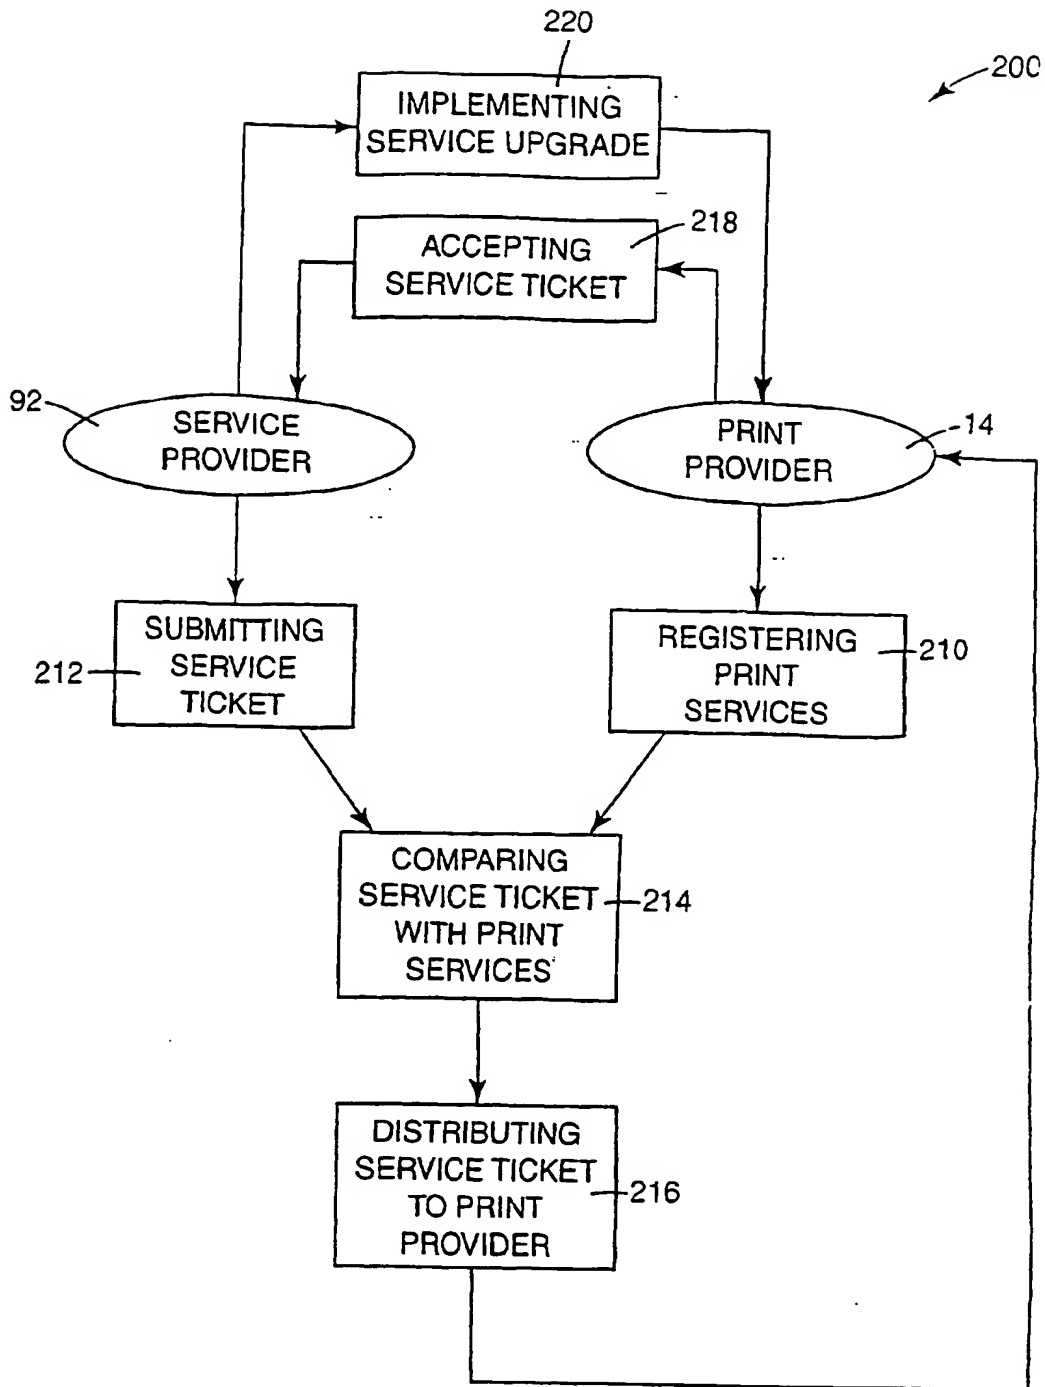 220
200
IMPLEMENTING
SERVICE UPGRADE
218
ACCEPTING
SERVICE TICKET
92
SERVICE
PROVIDER
PRINT
PROVIDER
14
SUBMITTING
SERVICE
TICKET
212
REGISTERING
PRINT
SERVICES
210
COMPARING
SERVICE TICKET
WITH PRINT
SERVICES
214
DISTRIBUTING
SERVICE TICKET
TO PRINT
PROVIDER
216